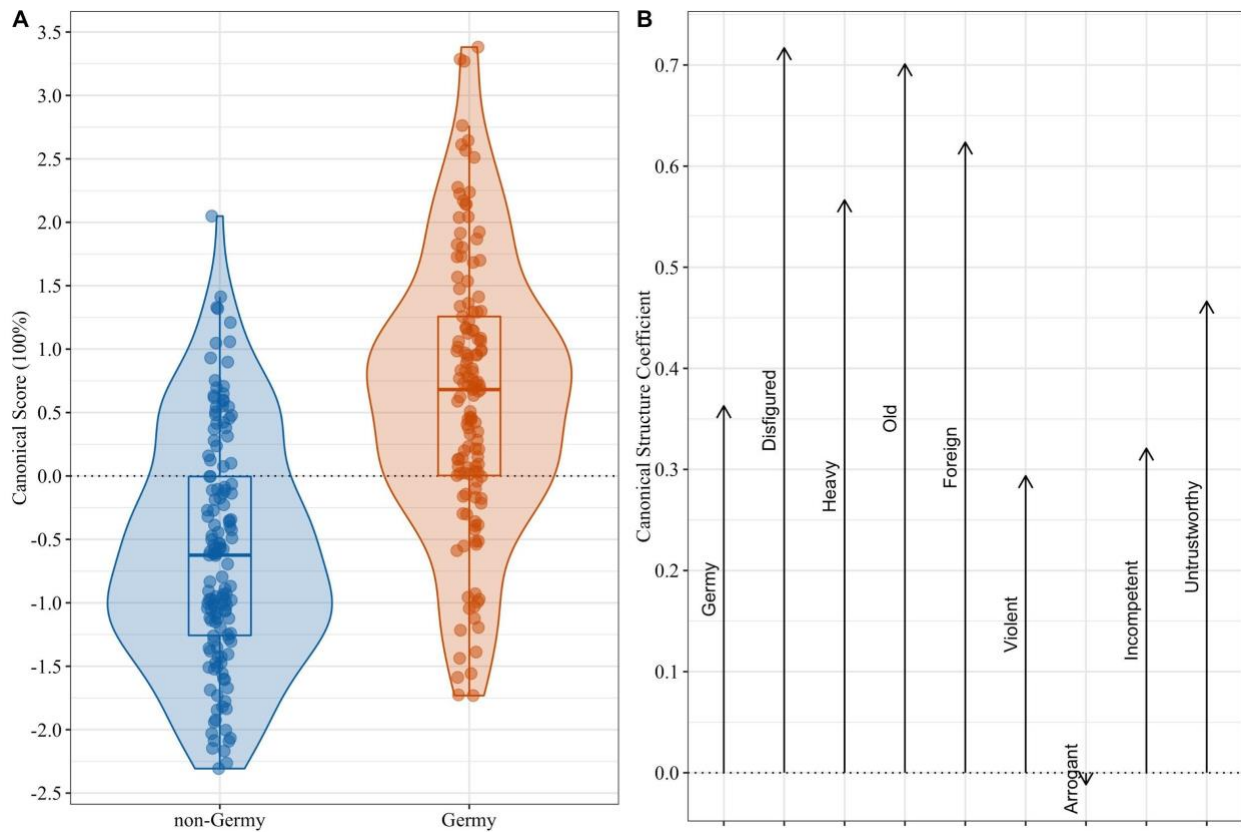 A
Canonical Score (100%)
3.5
3.0
2.5
2.0
1.5
1.0
0.5
0.0
-0.5
-1.0
-1.5
-2.0
-2.5
non-Germy
Germy
B
Canonical Structure Coefficient
0.7
0.6
0.5
0.4
0.3
0.2
0.1
0.0
Germy
Disfigured
Heavy
Old
Foreign
Violent
Arrogant
Incompetent
Untrustworthy